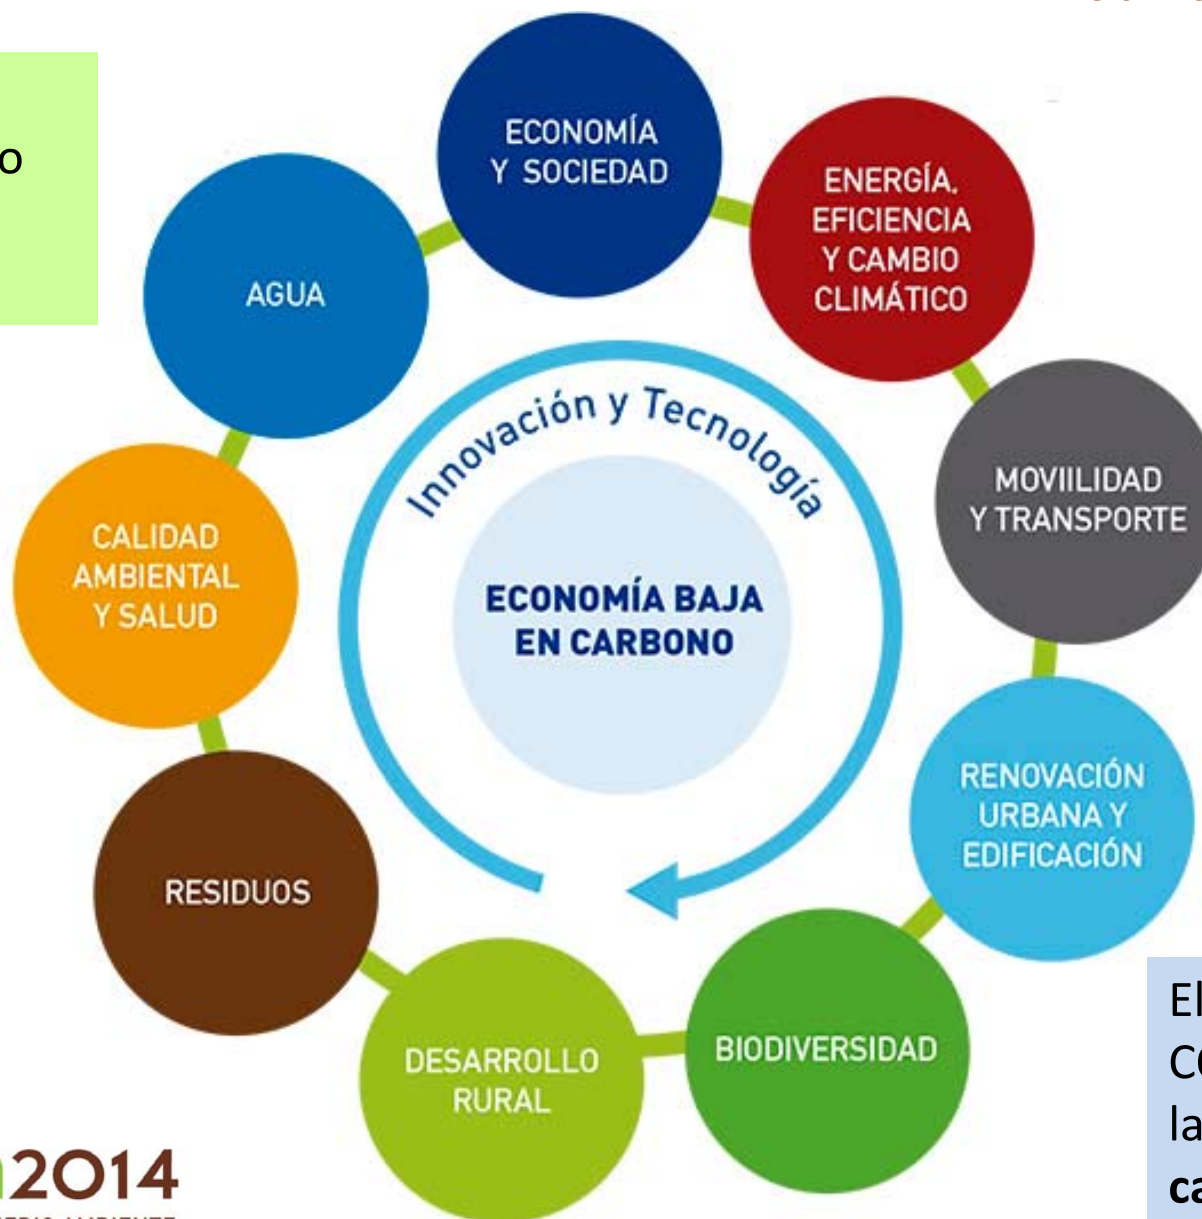 o
ECONOMÍA
Y SOCIEDAD
ENERGÍA,
EFICIENCIA
Y CAMBIO
CLIMÁTICO
AGUA
Innovación y Tecnología
MOVIILIDAD
Y TRANSPORTE
CALIDAD
AMBIENTAL
Y SALUD
ECONOMÍA BAJA
EN CARBONO
RENOVACIÓN
URBANA Y
EDIFICACIÓN
RESIDUOS
DESARROLLO
RURAL
BIODIVERSIDAD
El
la
ca
2014